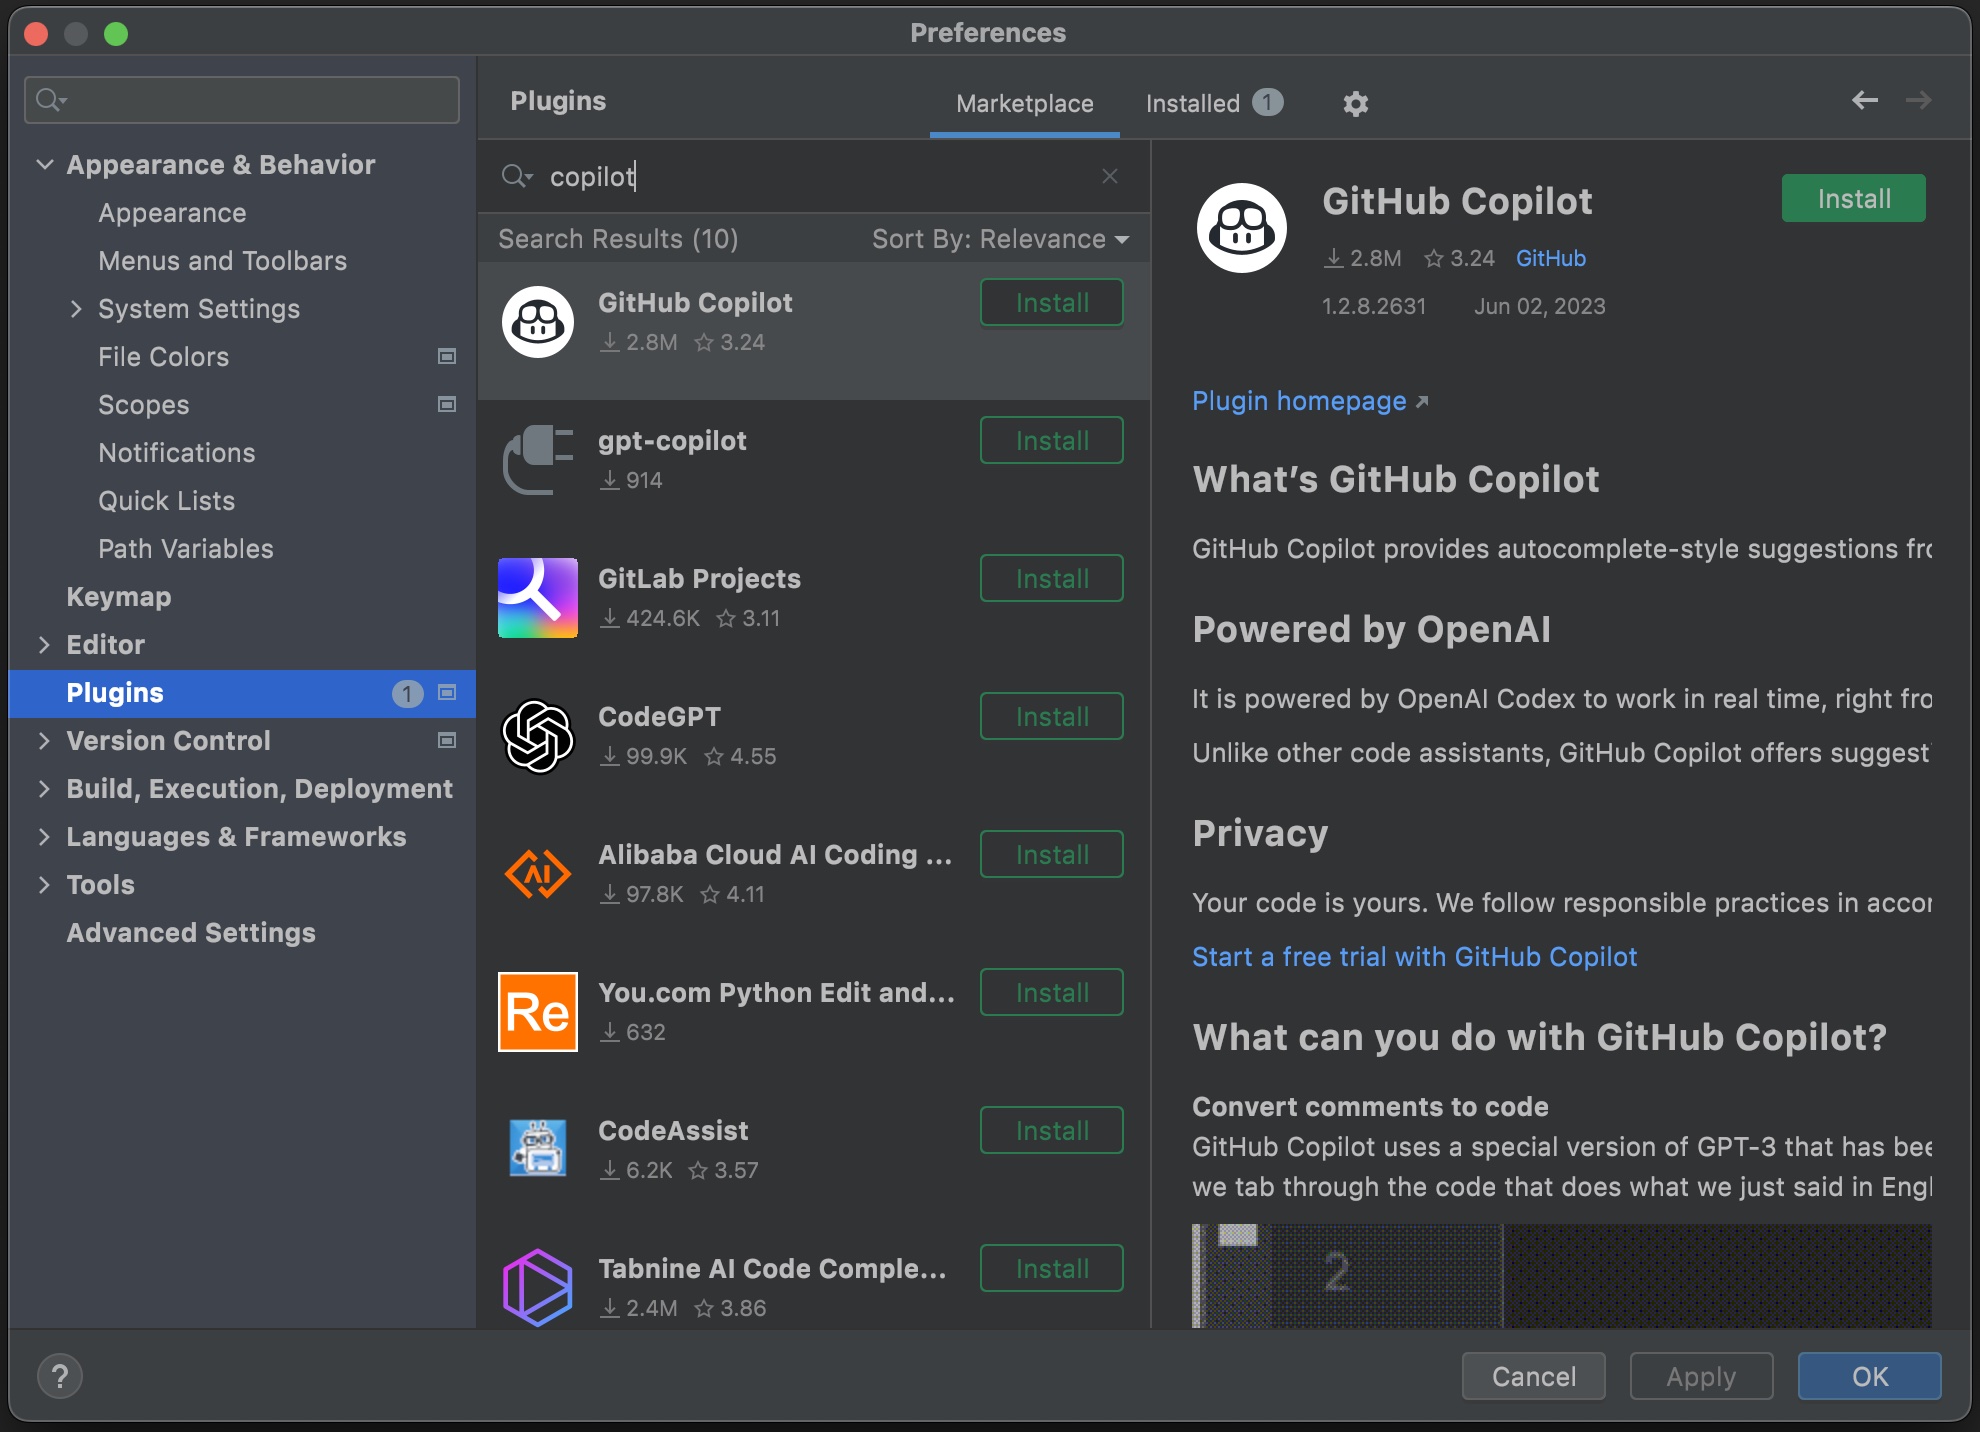 Preferences
Appearance & Behavior
Appearance
Menus and Toolbars
System Settings
File Colors
Scopes
Notifications
Quick Lists
Path Variables
Keymap
Editor
Plugins 1
Version Control
Build, Execution, Deployment
Languages & Frameworks
Tools
Advanced Settings
Plugins
Marketplace
Installed 1
copilot
Search Results (10)
Sort By: Relevance
GitHub Copilot
Install
2.8M 3.24
gpt-copilot
Install
914
GitLab Projects
Install
424.6K 3.11
CodeGPT
Install
99.9K 4.55
AI
Alibaba Cloud AI Coding ...
Install
97.8K 4.11
Re
You.com Python Edit and...
Install
632
CodeAssist
Install
6.2K 3.57
Tabnine AI Code Comple...
Install
2.4M 3.86
GitHub Copilot
Install
2.8M 3.24 GitHub
1.2.8.2631 Jun 02, 2023
Plugin homepage
What's GitHub Copilot
GitHub Copilot provides autocomplete-style suggestions fro
Powered by OpenAI
It is powered by OpenAI Codex to work in real time, right fro
Unlike other code assistants, GitHub Copilot offers suggest
Privacy
Your code is yours. We follow responsible practices in accor
Start a free trial with GitHub Copilot
What can you do with GitHub Copilot?
Convert comments to code
GitHub Copilot uses a special version of GPT-3 that has bee
we tab through the code that does what we just said in Engl
2
?
Cancel
Apply
OK